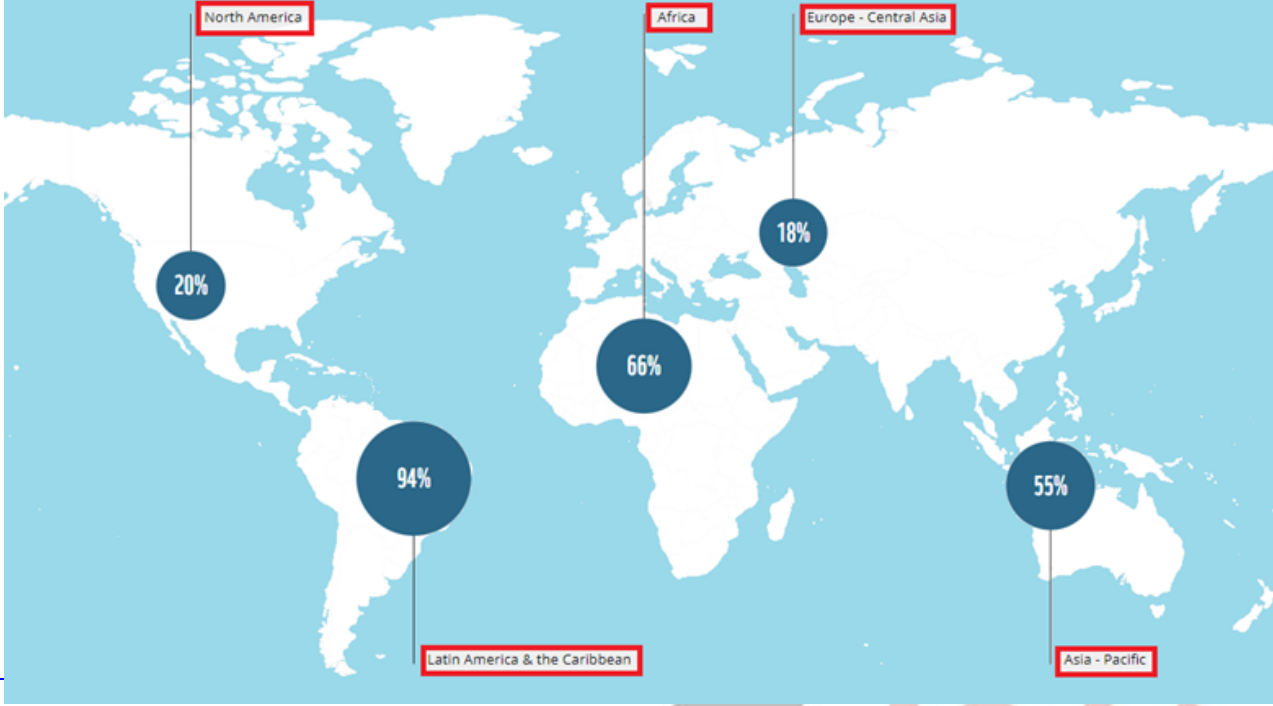 North America
Africa
Europe - Central Asia
18%
20%
66%
94%
55%
Latin America & the Caribbean
Asia - Pacific